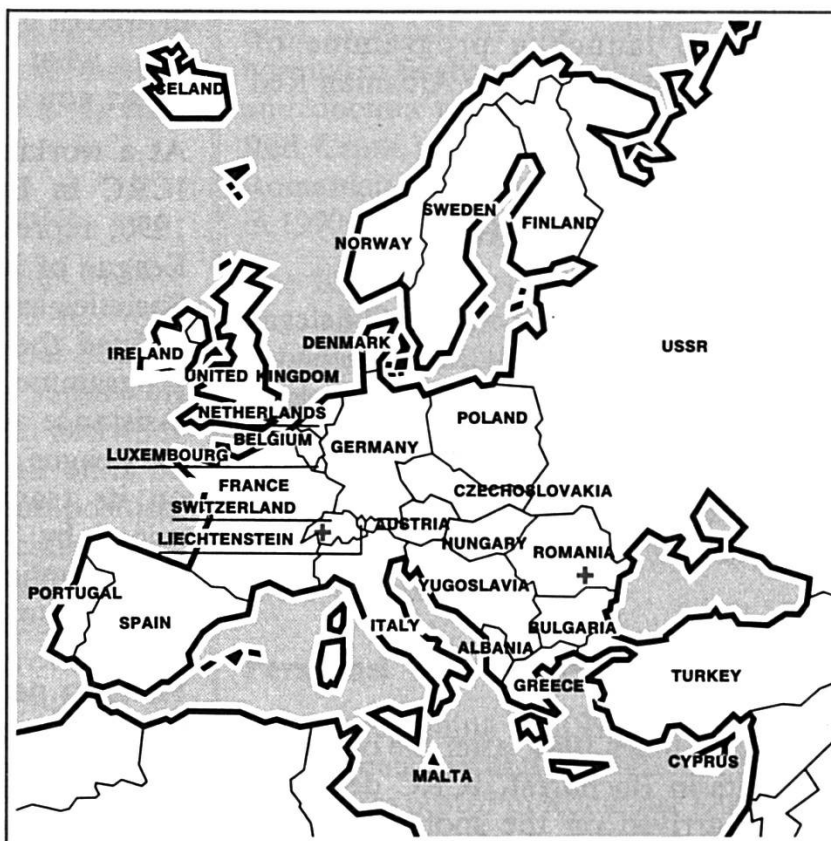 ICELAND
SWEDEN
FINLAND
NORWAY
DENMARK
USSR
IRELAND
UNITED KINGDOM
NETHERLANDS
POLAND
BELGIUM
GERMANY
LUXEMBOURG
FRANCE
CZECHOSLOVAKIA
SWITZERLAND
AUSTRIA
LIECHTENSTEIN
HUNGARY
ROMANIA
YUGOSLAVIA
PORTUGAL
SPAIN
ITALY
BULGARIA
ALBANIA
TURKEY
GREECE
CYPRUS
MALTA